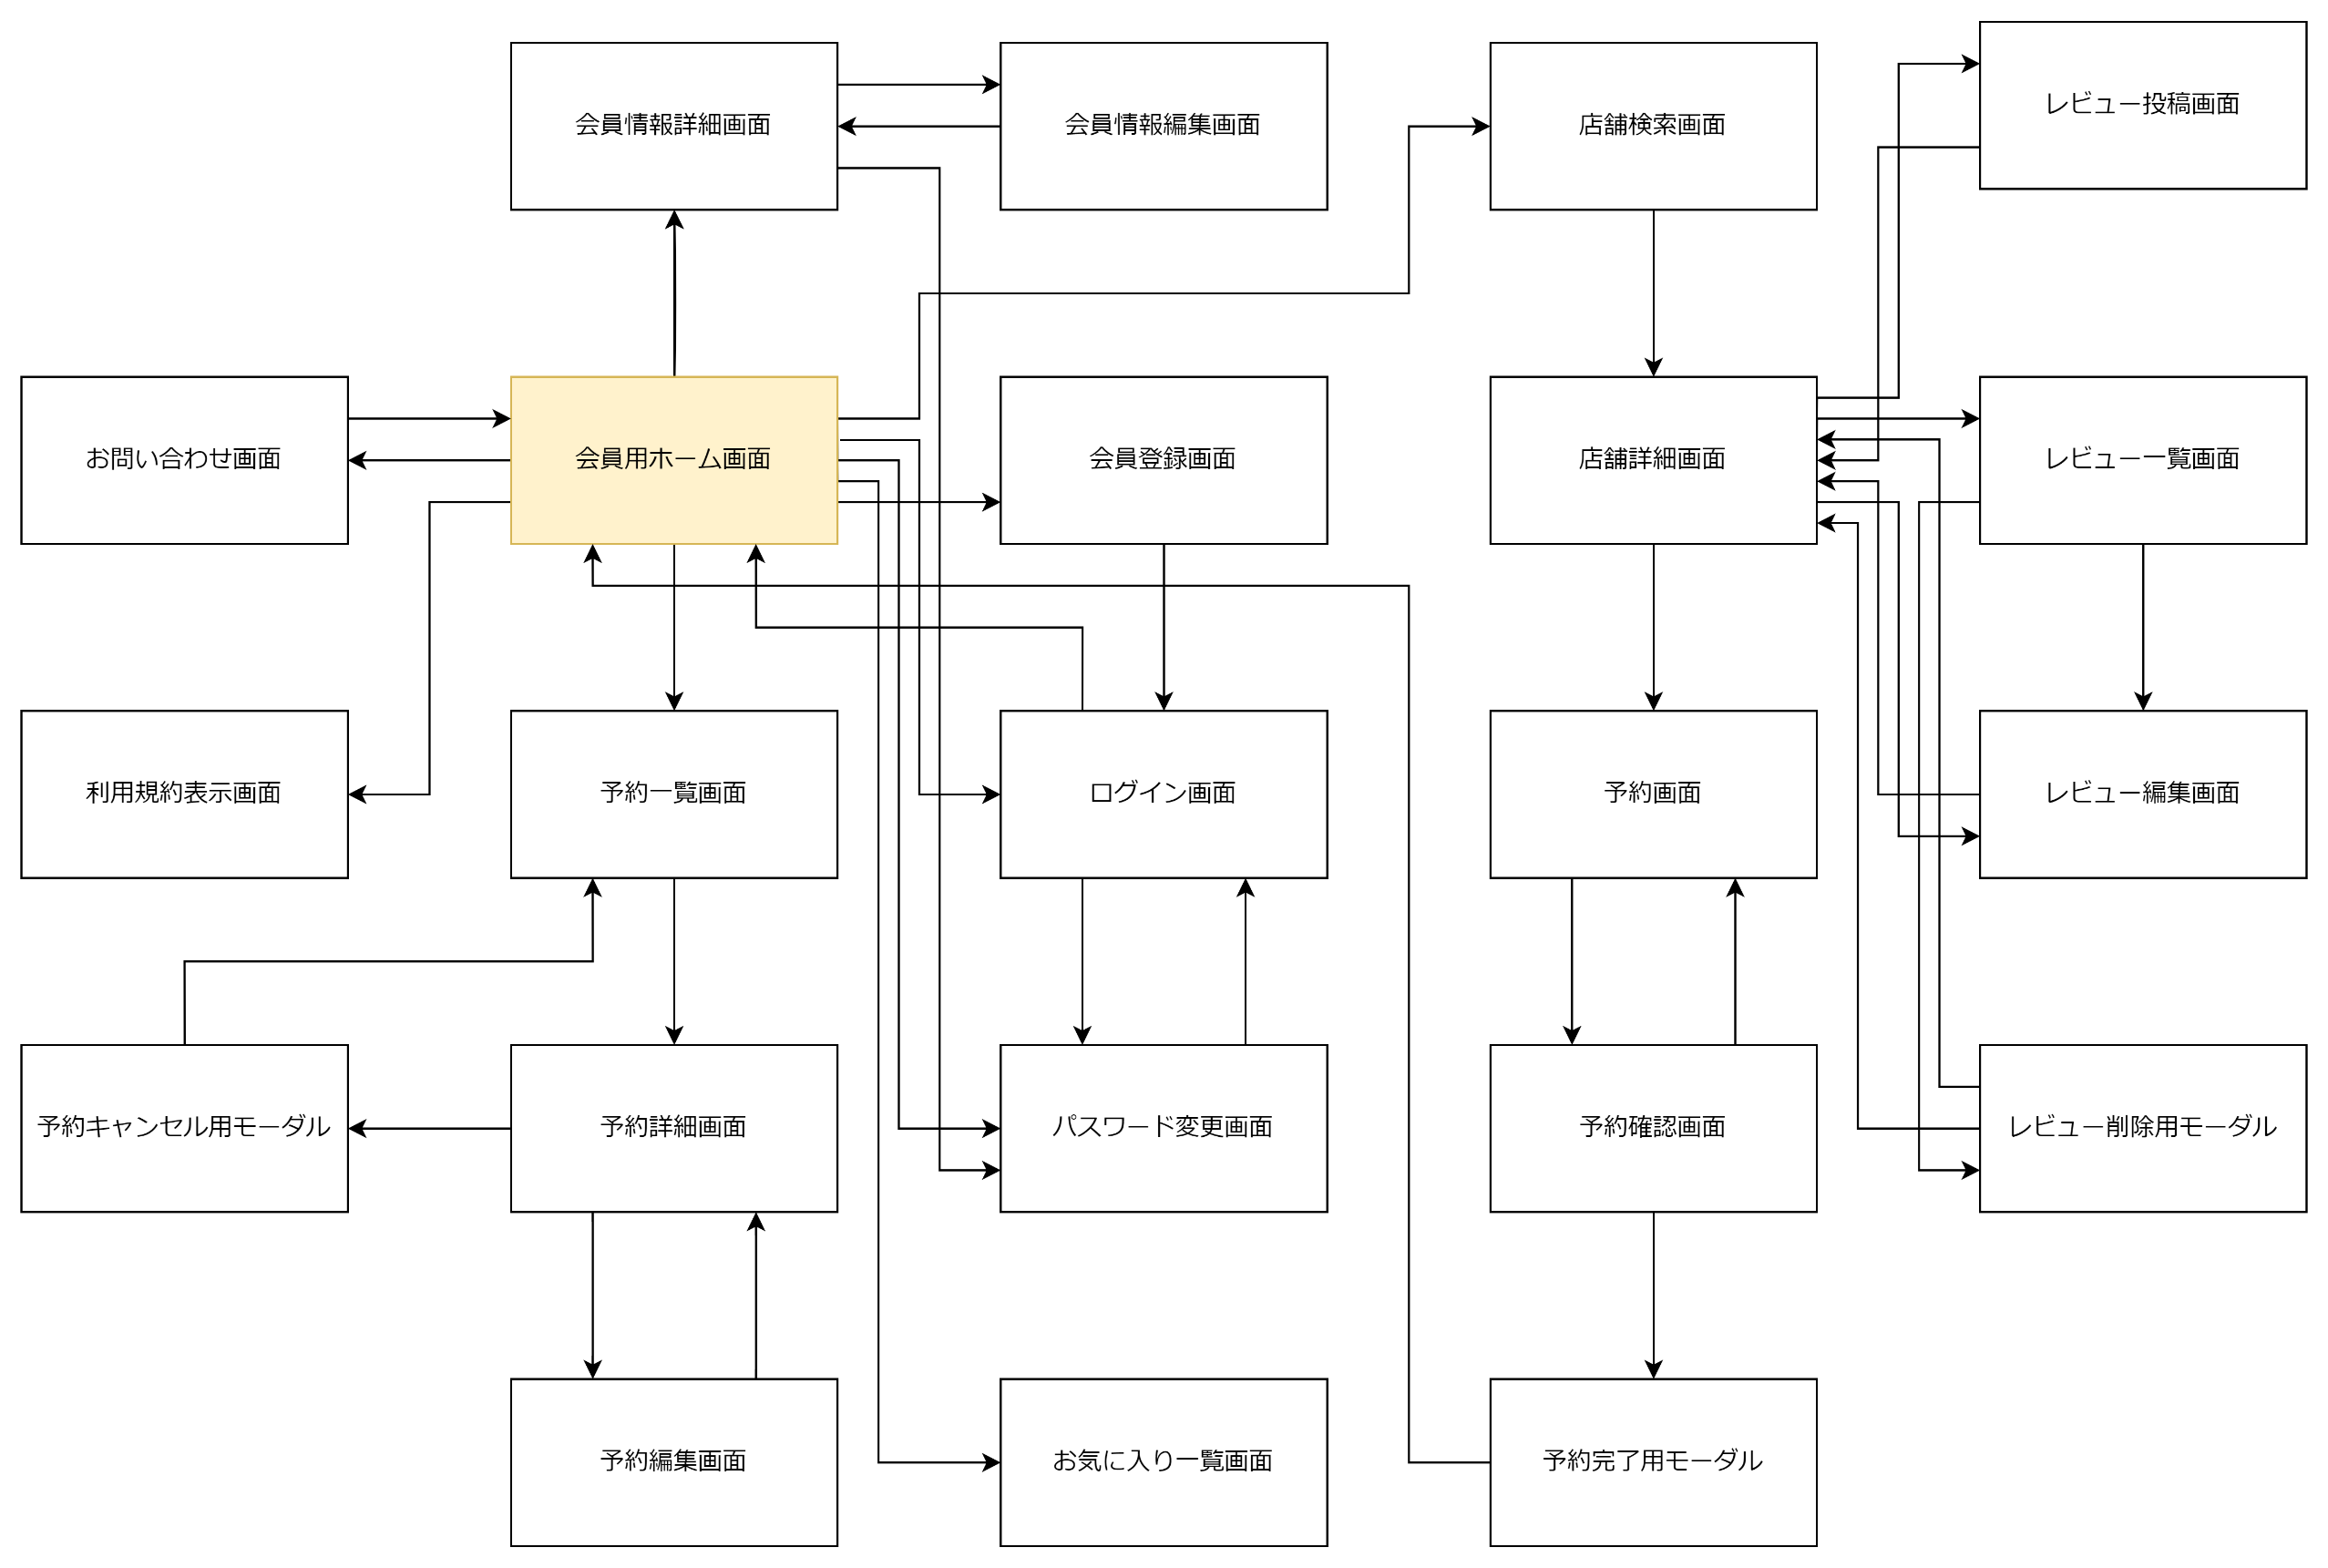 会員情報詳細画面
会員情報編集画面
店舗検索画面
レビュー投稿画面
お問い合わせ画面
会員用ホーム画面
会員登録画面
店舗詳細画面
レビュー一覧画面
利用規約表示画面
予約一覧画面
ログイン画面
予約画面
レビュー編集画面
予約キャンセル用モーダル
予約詳細画面
パスワード変更画面
予約確認画面
レビュー削除用モーダル
予約編集画面
お気に入り一覧画面
予約完了用モーダル